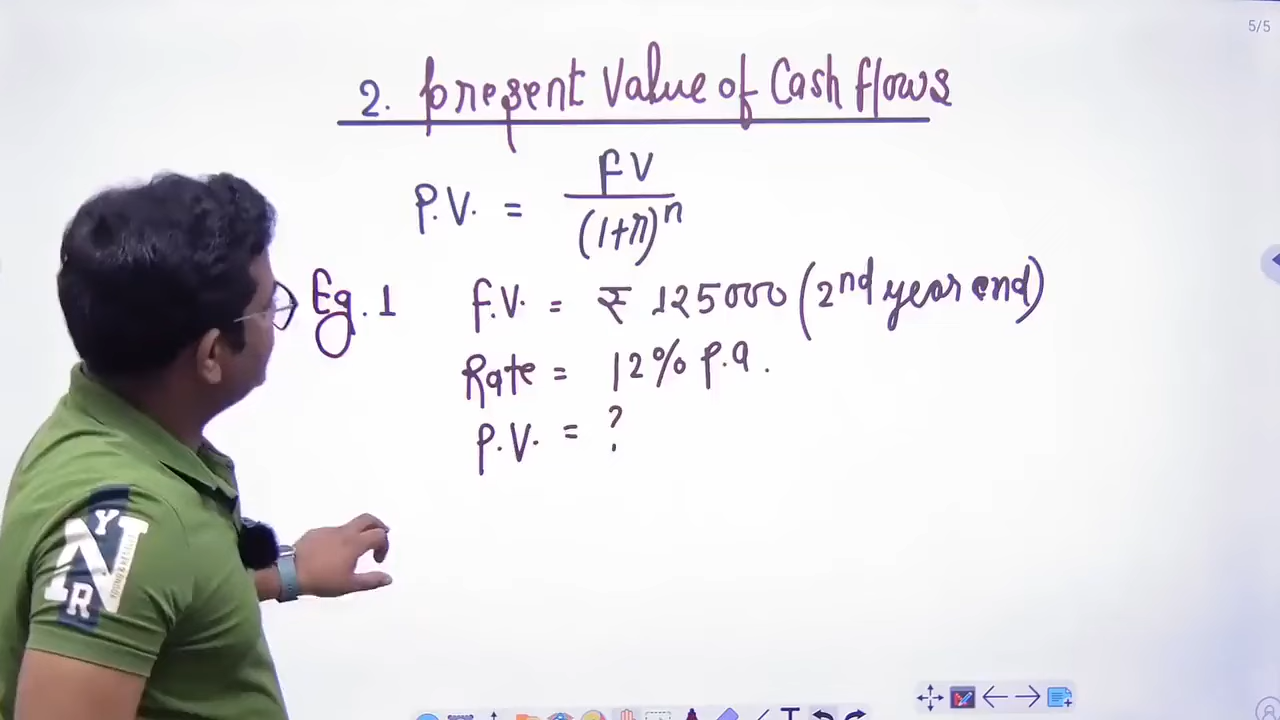 5/5
2. Present Value of Cash flows
P.V. = FV
(1+r)^n
Eg. 1 F.V. = ₹ 125000 (2nd year end)
Rate = 12% P.a.
P.V. = ?
Y
N
R